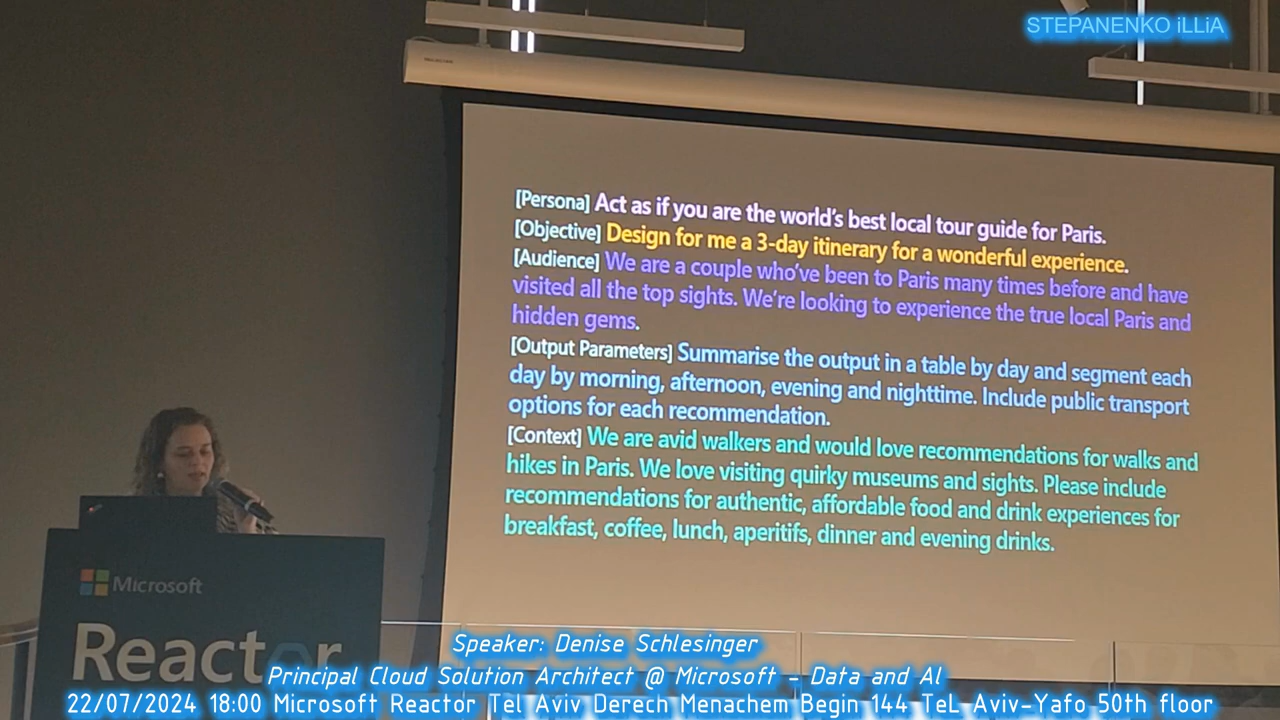 STEPANENKO iLLiA
[Persona] Act as if you are the world's best local tour guide for Paris.
[Objective] Design for me a 3-day itinerary for a wonderful experience.
[Audience] We are a couple who've been to Paris many times before and have
visited all the top sights. We're looking to experience the true local Paris and
hidden gems.
[Output Parameters] Summarise the output in a table by day and segment each
day by morning, afternoon, evening and nighttime. Include public transport
options for each recommendation.
[Context] We are avid walkers and would love recommendations for walks and
hikes in Paris. We love visiting quirky museums and sights. Please include
recommendations for authentic, affordable food and drink experiences for
breakfast, coffee, lunch, aperitifs, dinner and evening drinks.
Microsoft
Reactor
Speaker: Denise Schlesinger
Principal Cloud Solution Architect @ Microsoft - Data and AI
22/07/2024 18:00 Microsoft Reactor Tel Aviv Derech Menachem Begin 144 TeL Aviv-Yafo 50th floor